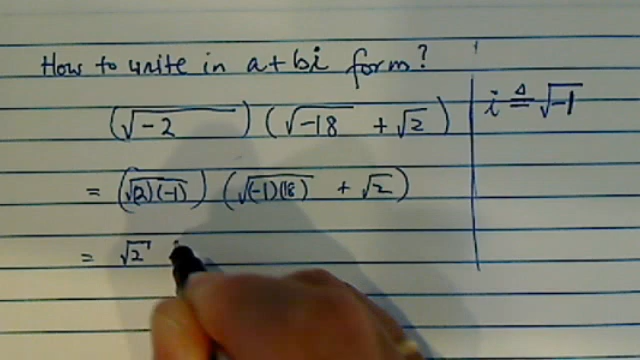 How to write in a+bi form?
(√-2) (√-18 + √2)
i ≜ √-1
= (√(2)(-1)) (√(-1)(18) + √2)
= √2 i